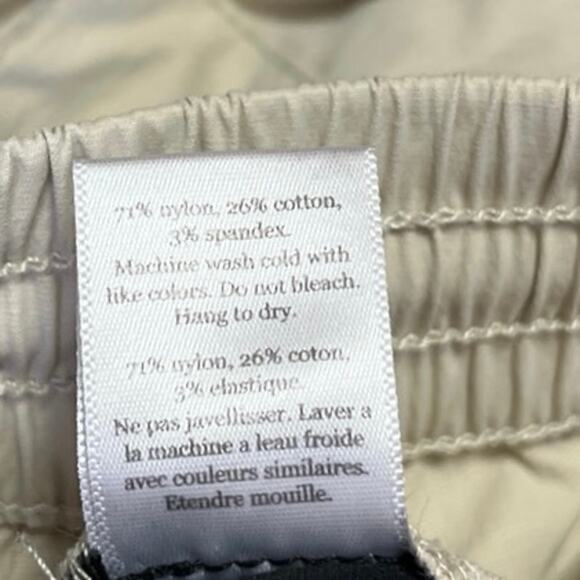 71% nylon, 26% cotton,
3% spandex.
Machine wash cold with
like colors. Do not bleach.
Hang to dry.
71% nylon, 26% coton,
3% elastique.
Ne pas javellisser. Laver a
la machine a leau froide
avec couleurs similaires.
Etendre mouille.